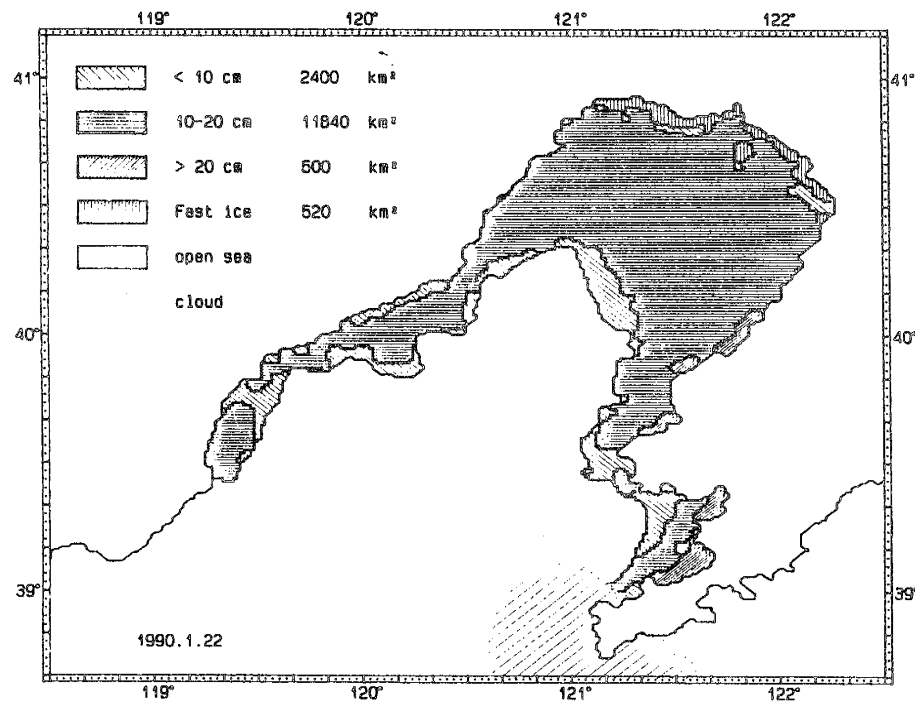 119° 120° 121° 122°
41° 41°
< 10 cm 2400 km²
10-20 cm 11840 km²
> 20 cm 600 km²
Fast ice 520 km²
open sea
cloud
40° 40°
39° 39°
1990.1.22
119° 120° 121° 122°